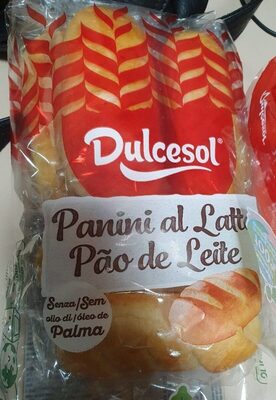 Dulcesol®
Panini al Latte
Pão de Leite
Senza/Sem
olio di/óleo de
Palma